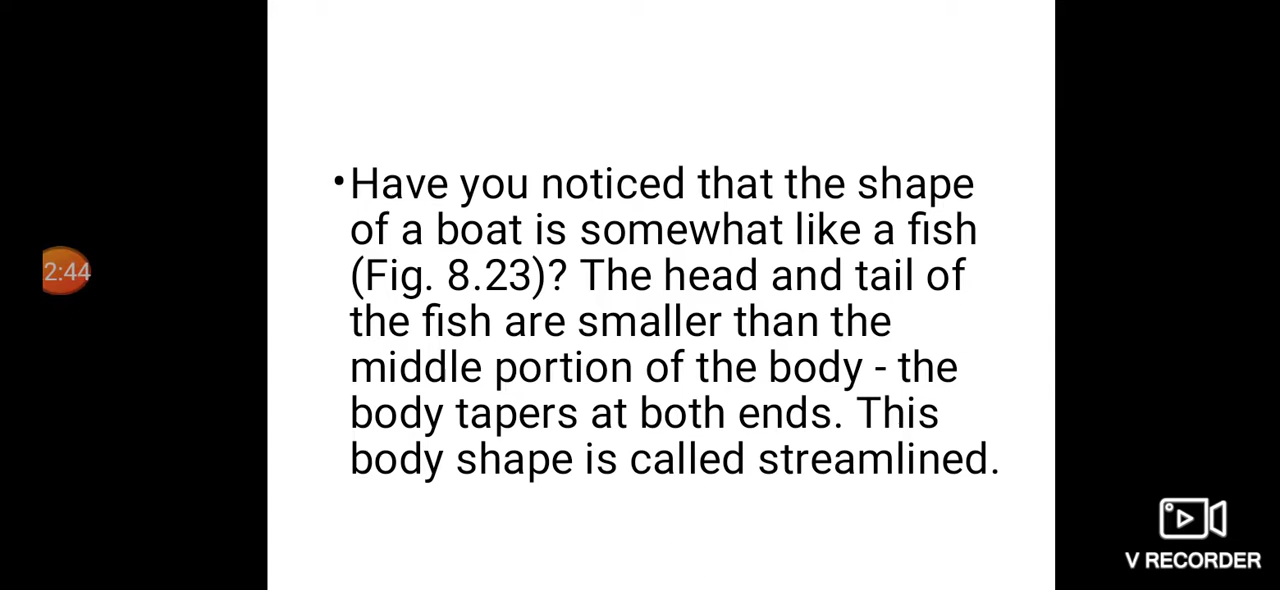 •Have you noticed that the shape
of a boat is somewhat like a fish
(Fig. 8.23)? The head and tail of
the fish are smaller than the
middle portion of the body - the
body tapers at both ends. This
body shape is called streamlined.
2:44
V RECORDER